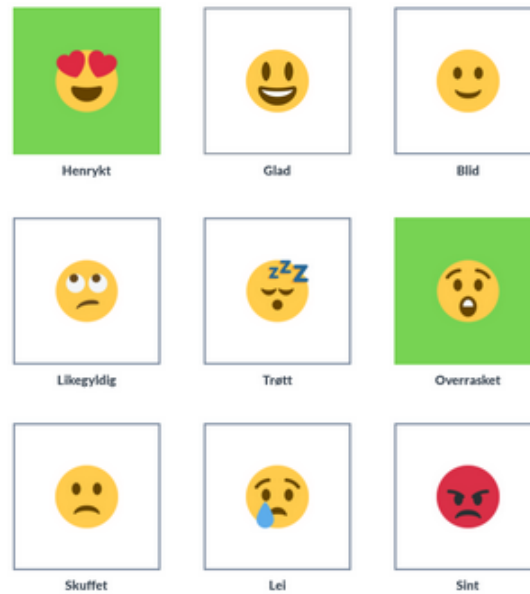 Henrykt
Glad
Blid
Likegyldig
Trøtt
Overrasket
Skuffet
Lei
Sint